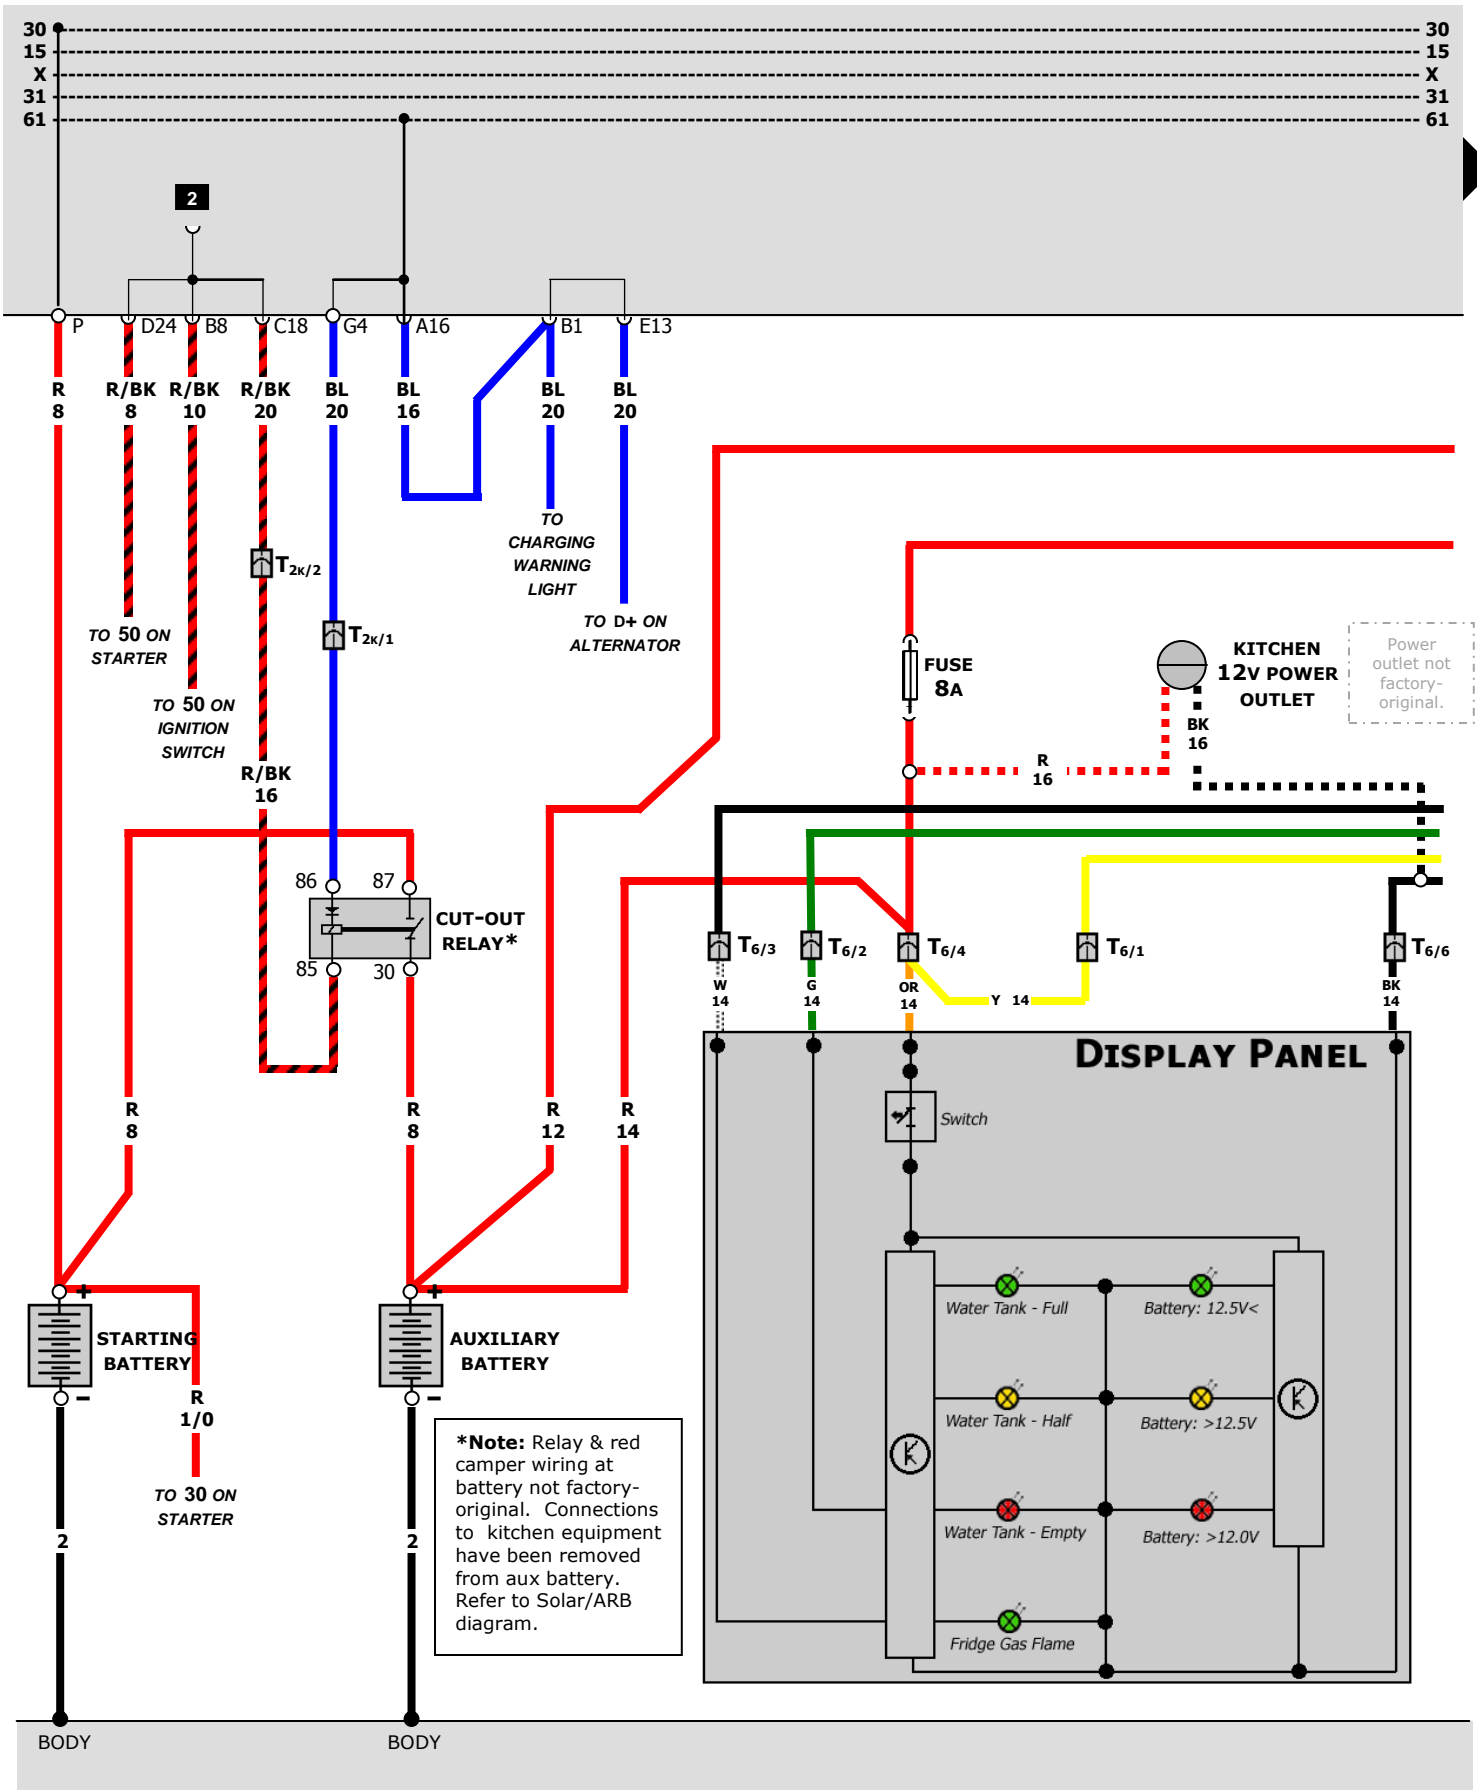 30 30
15 15
X X
31 31
61 61
2
P D24 B8 C18 G4 A16 B1 E13
R R/BK R/BK R/BK BL BL BL BL
8 8 10 20 20 16 20 20
TO
CHARGING
WARNING
LIGHT
T2K/2
TO 50 ON
STARTER
T2K/1
TO D+ ON
ALTERNATOR
TO 50 ON
IGNITION
SWITCH
FUSE
8A
KITCHEN
12V POWER
OUTLET
Power
outlet not
factory-
original.
BK
16
R
16
R/BK
16
86 87
CUT-OUT
RELAY*
85 30
T6/3 T6/2 T6/4 T6/1 T6/6
W
14
G
14
OR
14
Y 14
BK
14
DISPLAY PANEL
Switch
R
8
R
8
R
12
R
14
+ +
STARTING
BATTERY
AUXILIARY
BATTERY
- -
R
1/0
TO 30 ON
STARTER
Water Tank - Full
Battery: 12.5V<
Water Tank - Half
Battery: >12.5V
Water Tank - Empty
Battery: >12.0V
Fridge Gas Flame
*Note: Relay & red
camper wiring at
battery not factory-
original. Connections
to kitchen equipment
have been removed
from aux battery.
Refer to Solar/ARB
diagram.
2 2
BODY BODY